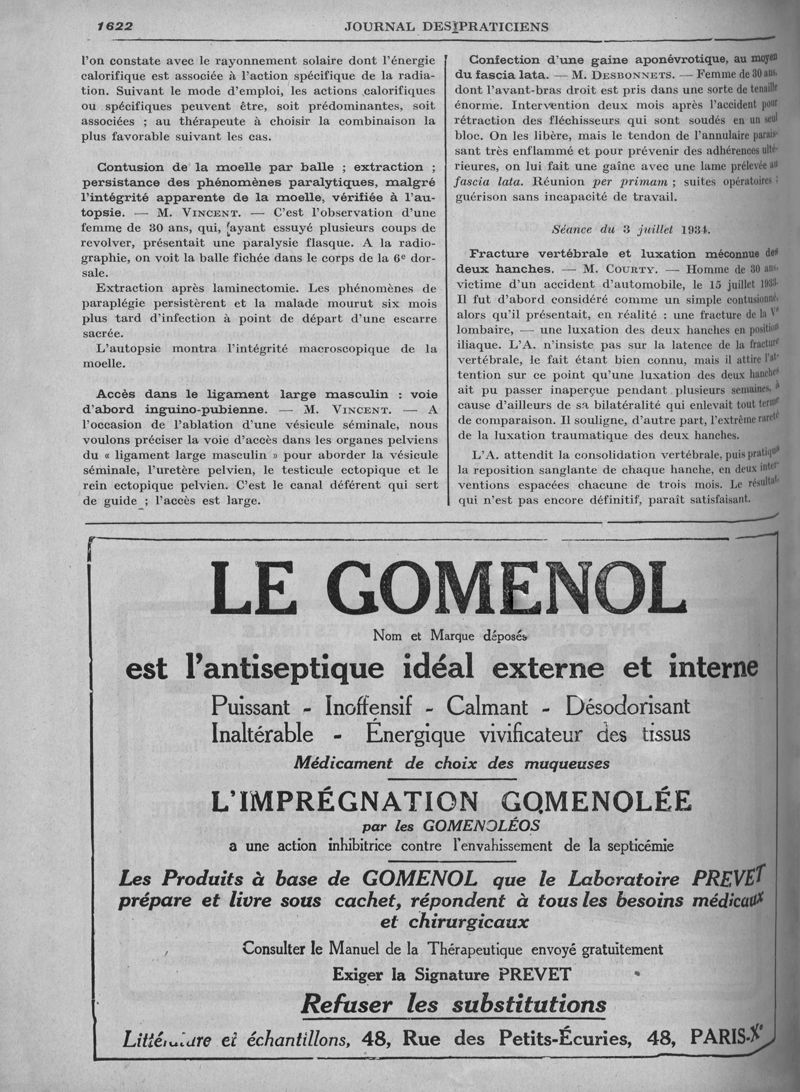 1622
JOURNAL DES PRATICIENS
l'on constate avec le rayonnement solaire dont l'énergie
calorifique est associée à l'action spécifique de la radia-
tion. Suivant le mode d'emploi, les actions calorifiques
ou spécifiques peuvent être, soit prédominantes, soit
associées ; au thérapeute à choisir la combinaison la
plus favorable suivant les cas.
Contusion de la moelle par balle ; extraction ;
persistance des phénomènes paralytiques, malgré
l'intégrité apparente de la moelle, vérifiée à l'au-
topsie. — M. VINCENT. — C'est l'observation d'une
femme de 30 ans, qui, ayant essuyé plusieurs coups de
revolver, présentait une paralysie flasque. A la radio-
graphie, on voit la balle fichée dans le corps de la 6e dor-
sale.
Extraction après laminectomie. Les phénomènes de
paraplégie persistèrent et la malade mourut six mois
plus tard d'infection à point de départ d'une escarre
sacrée.
L'autopsie montra l'intégrité macroscopique de la
moelle.
Accès dans le ligament large masculin : voie
d'abord inguino-pubienne. — M. VINCENT. — A
l'occasion de l'ablation d'une vésicule séminale, nous
voulons préciser la voie d'accès dans les organes pelviens
du « ligament large masculin » pour aborder la vésicule
séminale, l'uretère pelvien, le testicule ectopique et le
rein ectopique pelvien. C'est le canal déférent qui sert
de guide ; l'accès est large.
Confection d'une gaine aponévrotique, au moyen
du fascia lata. — M. DESBONNETS. — Femme de 30 ans,
dont l'avant-bras droit est pris dans une sorte de tenaille
énorme. Intervention deux mois après l'accident pour
rétraction des fléchisseurs qui sont soudés en un seul
bloc. On les libère, mais le tendon de l'annulaire parais-
sant très enflammé et pour prévenir des adhérences ulté-
rieures, on lui fait une gaîne avec une lame prélevée au
fascia lata. Réunion per primam ; suites opératoires :
guérison sans incapacité de travail.
Séance du 3 juillet 1934.
Fracture vertébrale et luxation méconnue des
deux hanches. — M. COURTY. — Homme de 30 ans,
victime d'un accident d'automobile, le 15 juillet 1933.
Il fut d'abord considéré comme un simple contusionné,
alors qu'il présentait, en réalité : une fracture de la Ve
lombaire, — une luxation des deux hanches en position
iliaque. L'A. n'insiste pas sur la latence de la fracture
vertébrale, le fait étant bien connu, mais il attire l'at-
tention sur ce point qu'une luxation des deux hanches
ait pu passer inaperçue pendant plusieurs semaines, à
cause d'ailleurs de sa bilatéralité qui enlevait tout terme
de comparaison. Il souligne, d'autre part, l'extrême rareté
de la luxation traumatique des deux hanches.
L'A. attendit la consolidation vertébrale, puis pratiqua
la reposition sanglante de chaque hanche, en deux inter-
ventions espacées chacune de trois mois. Le résultat,
qui n'est pas encore définitif, paraît satisfaisant.
LE GOMENOL
Nom et Marque déposés
est l'antiseptique idéal externe et interne
Puissant - Inoffensif - Calmant - Désodorisant
Inaltérable - Énergique vivificateur des tissus
Médicament de choix des muqueuses
L'IMPRÉGNATION GOMENOLÉE
par les GOMENOLÉOS
a une action inhibitrice contre l'envahissement de la septicémie
Les Produits à base de GOMENOL que le Laboratoire PREVET
prépare et livre sous cachet, répondent à tous les besoins médicaux
et chirurgicaux
Consulter le Manuel de la Thérapeutique envoyé gratuitement
Exiger la Signature PREVET
Refuser les substitutions
Littérature et échantillons, 48, Rue des Petits-Écuries, 48, PARIS-Xe